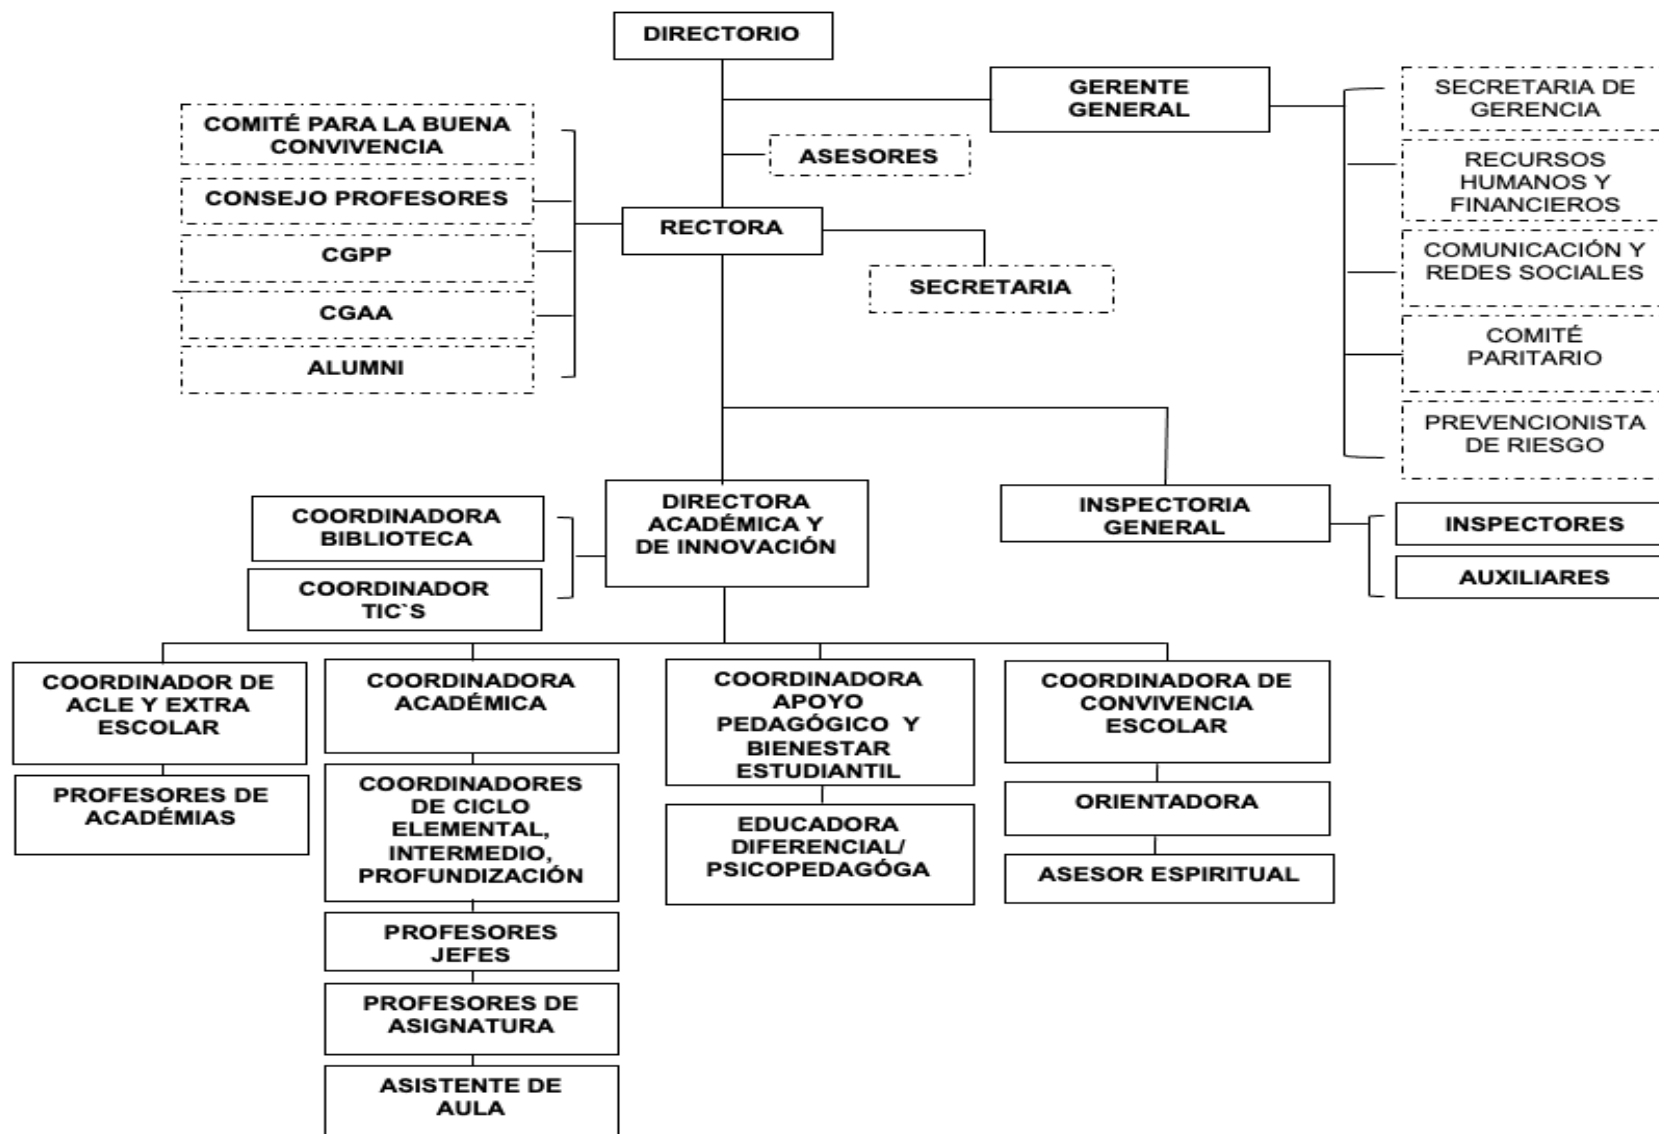 DIRECTORIO
GERENTE
GENERAL
SECRETARIA DE
GERENCIA
RECURSOS
HUMANOS Y
FINANCIEROS
COMUNICACIÓN Y
REDES SOCIALES
COMITÉ
PARITARIO
PREVENCIONISTA
DE RIESGO
ASESORES
COMITÉ PARA LA BUENA
CONVIVENCIA
CONSEJO PROFESORES
CGPP
CGAA
ALUMNI
RECTORA
SECRETARIA
DIRECTORA
ACADÉMICA Y
DE INNOVACIÓN
INSPECTORIA
GENERAL
INSPECTORES
AUXILIARES
COORDINADORA
BIBLIOTECA
COORDINADOR
TIC`S
COORDINADOR DE
ACLE Y EXTRA
ESCOLAR
PROFESORES DE
ACADÉMIAS
COORDINADORA
ACADÉMICA
COORDINADORES
DE CICLO
ELEMENTAL,
INTERMEDIO,
PROFUNDIZACIÓN
PROFESORES
JEFES
PROFESORES DE
ASIGNATURA
ASISTENTE DE
AULA
COORDINADORA
APOYO
PEDAGÓGICO Y
BIENESTAR
ESTUDIANTIL
EDUCADORA
DIFERENCIAL/
PSICOPEDAGÓGA
COORDINADORA DE
CONVIVENCIA
ESCOLAR
ORIENTADORA
ASESOR ESPIRITUAL